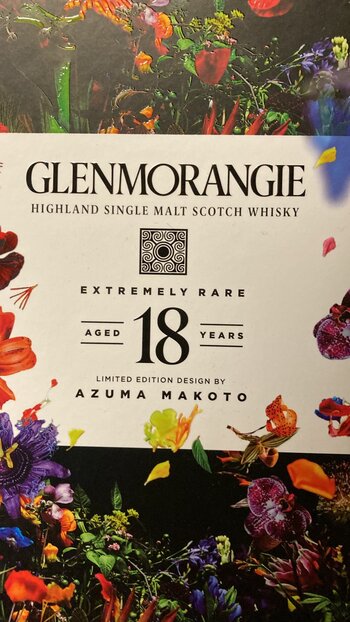 GLENMORANGIE
HIGHLAND SINGLE MALT SCOTCH WHISKY
EXTREMELY RARE
AGED 18 YEARS
LIMITED EDITION DESIGN BY
AZUMA MAKOTO